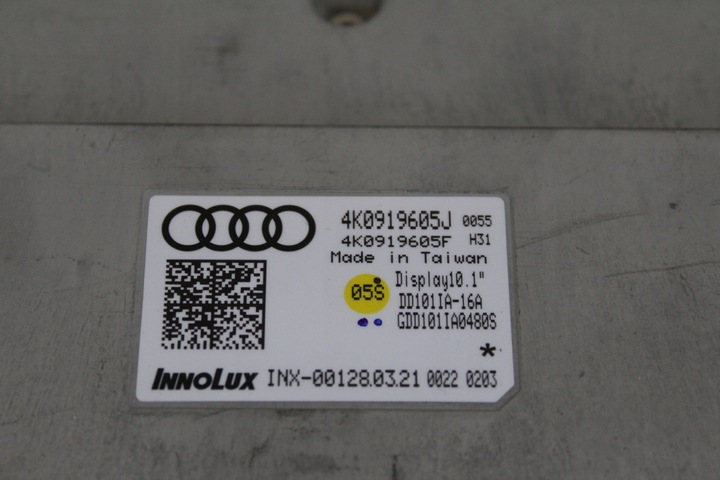 4K0919605J 0055
4K0919605F H31
Made in Taiwan
05S Display10.1"
DD101IA-16A
GDD101IA0480S
*
INNOLUX INX-00128.03.21 0022 0203